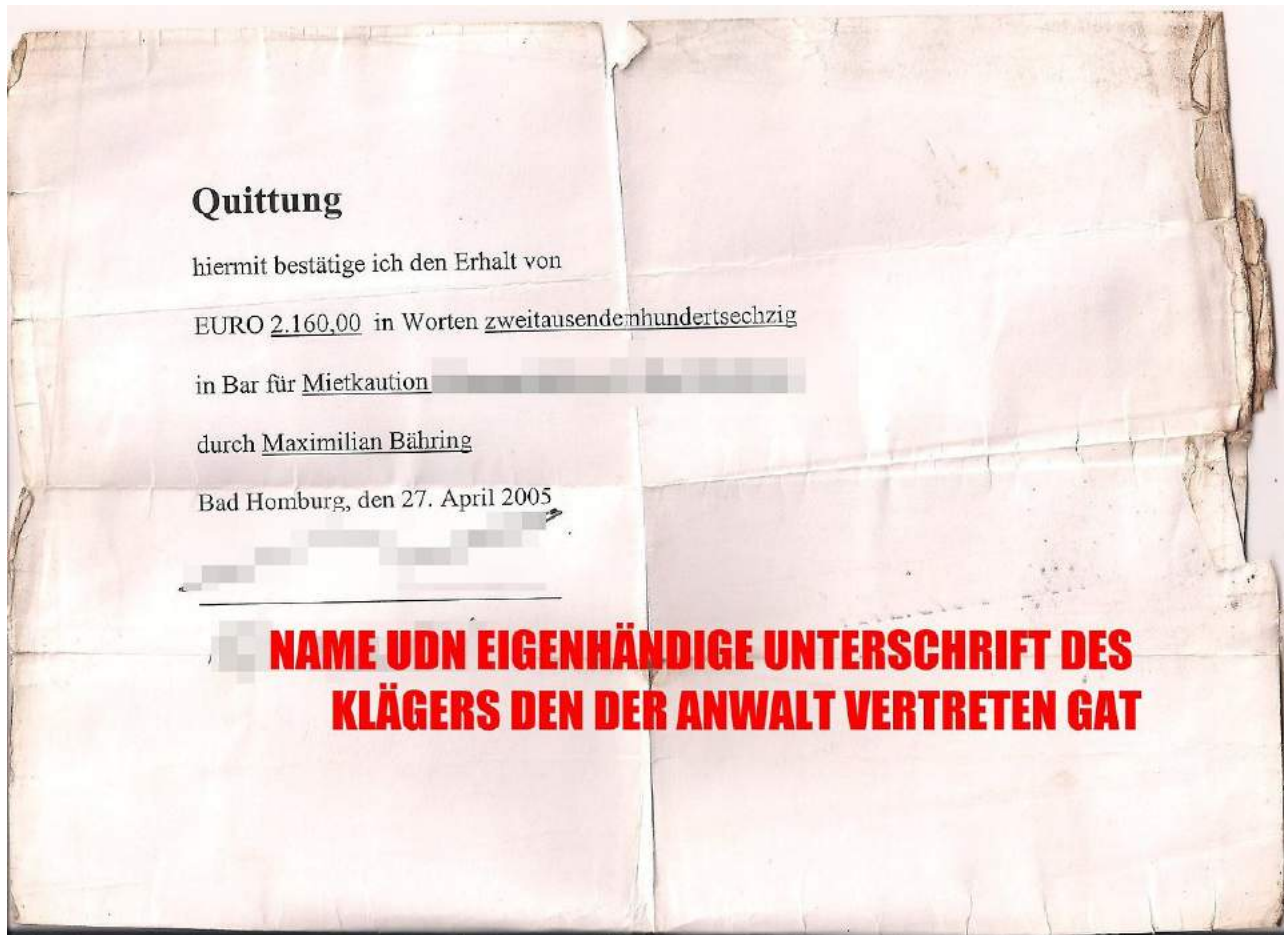 Quittung
hiermit bestätige ich den Erhalt von
EURO 2.160,00 in Worten zweitausendeinhundertsechzig
in Bar für Mietkaution
durch Maximilian Bähring
Bad Homburg, den 27. April 2005
NAME UDN EIGENHÄNDIGE UNTERSCHRIFT DES
KLÄGERS DEN DER ANWALT VERTRETEN GAT